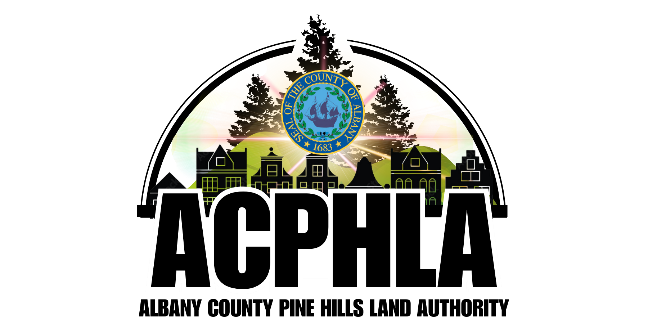 SEAL OF THE COUNTY OF ALBANY
1683
ACPHLA
ALBANY COUNTY PINE HILLS LAND AUTHORITY